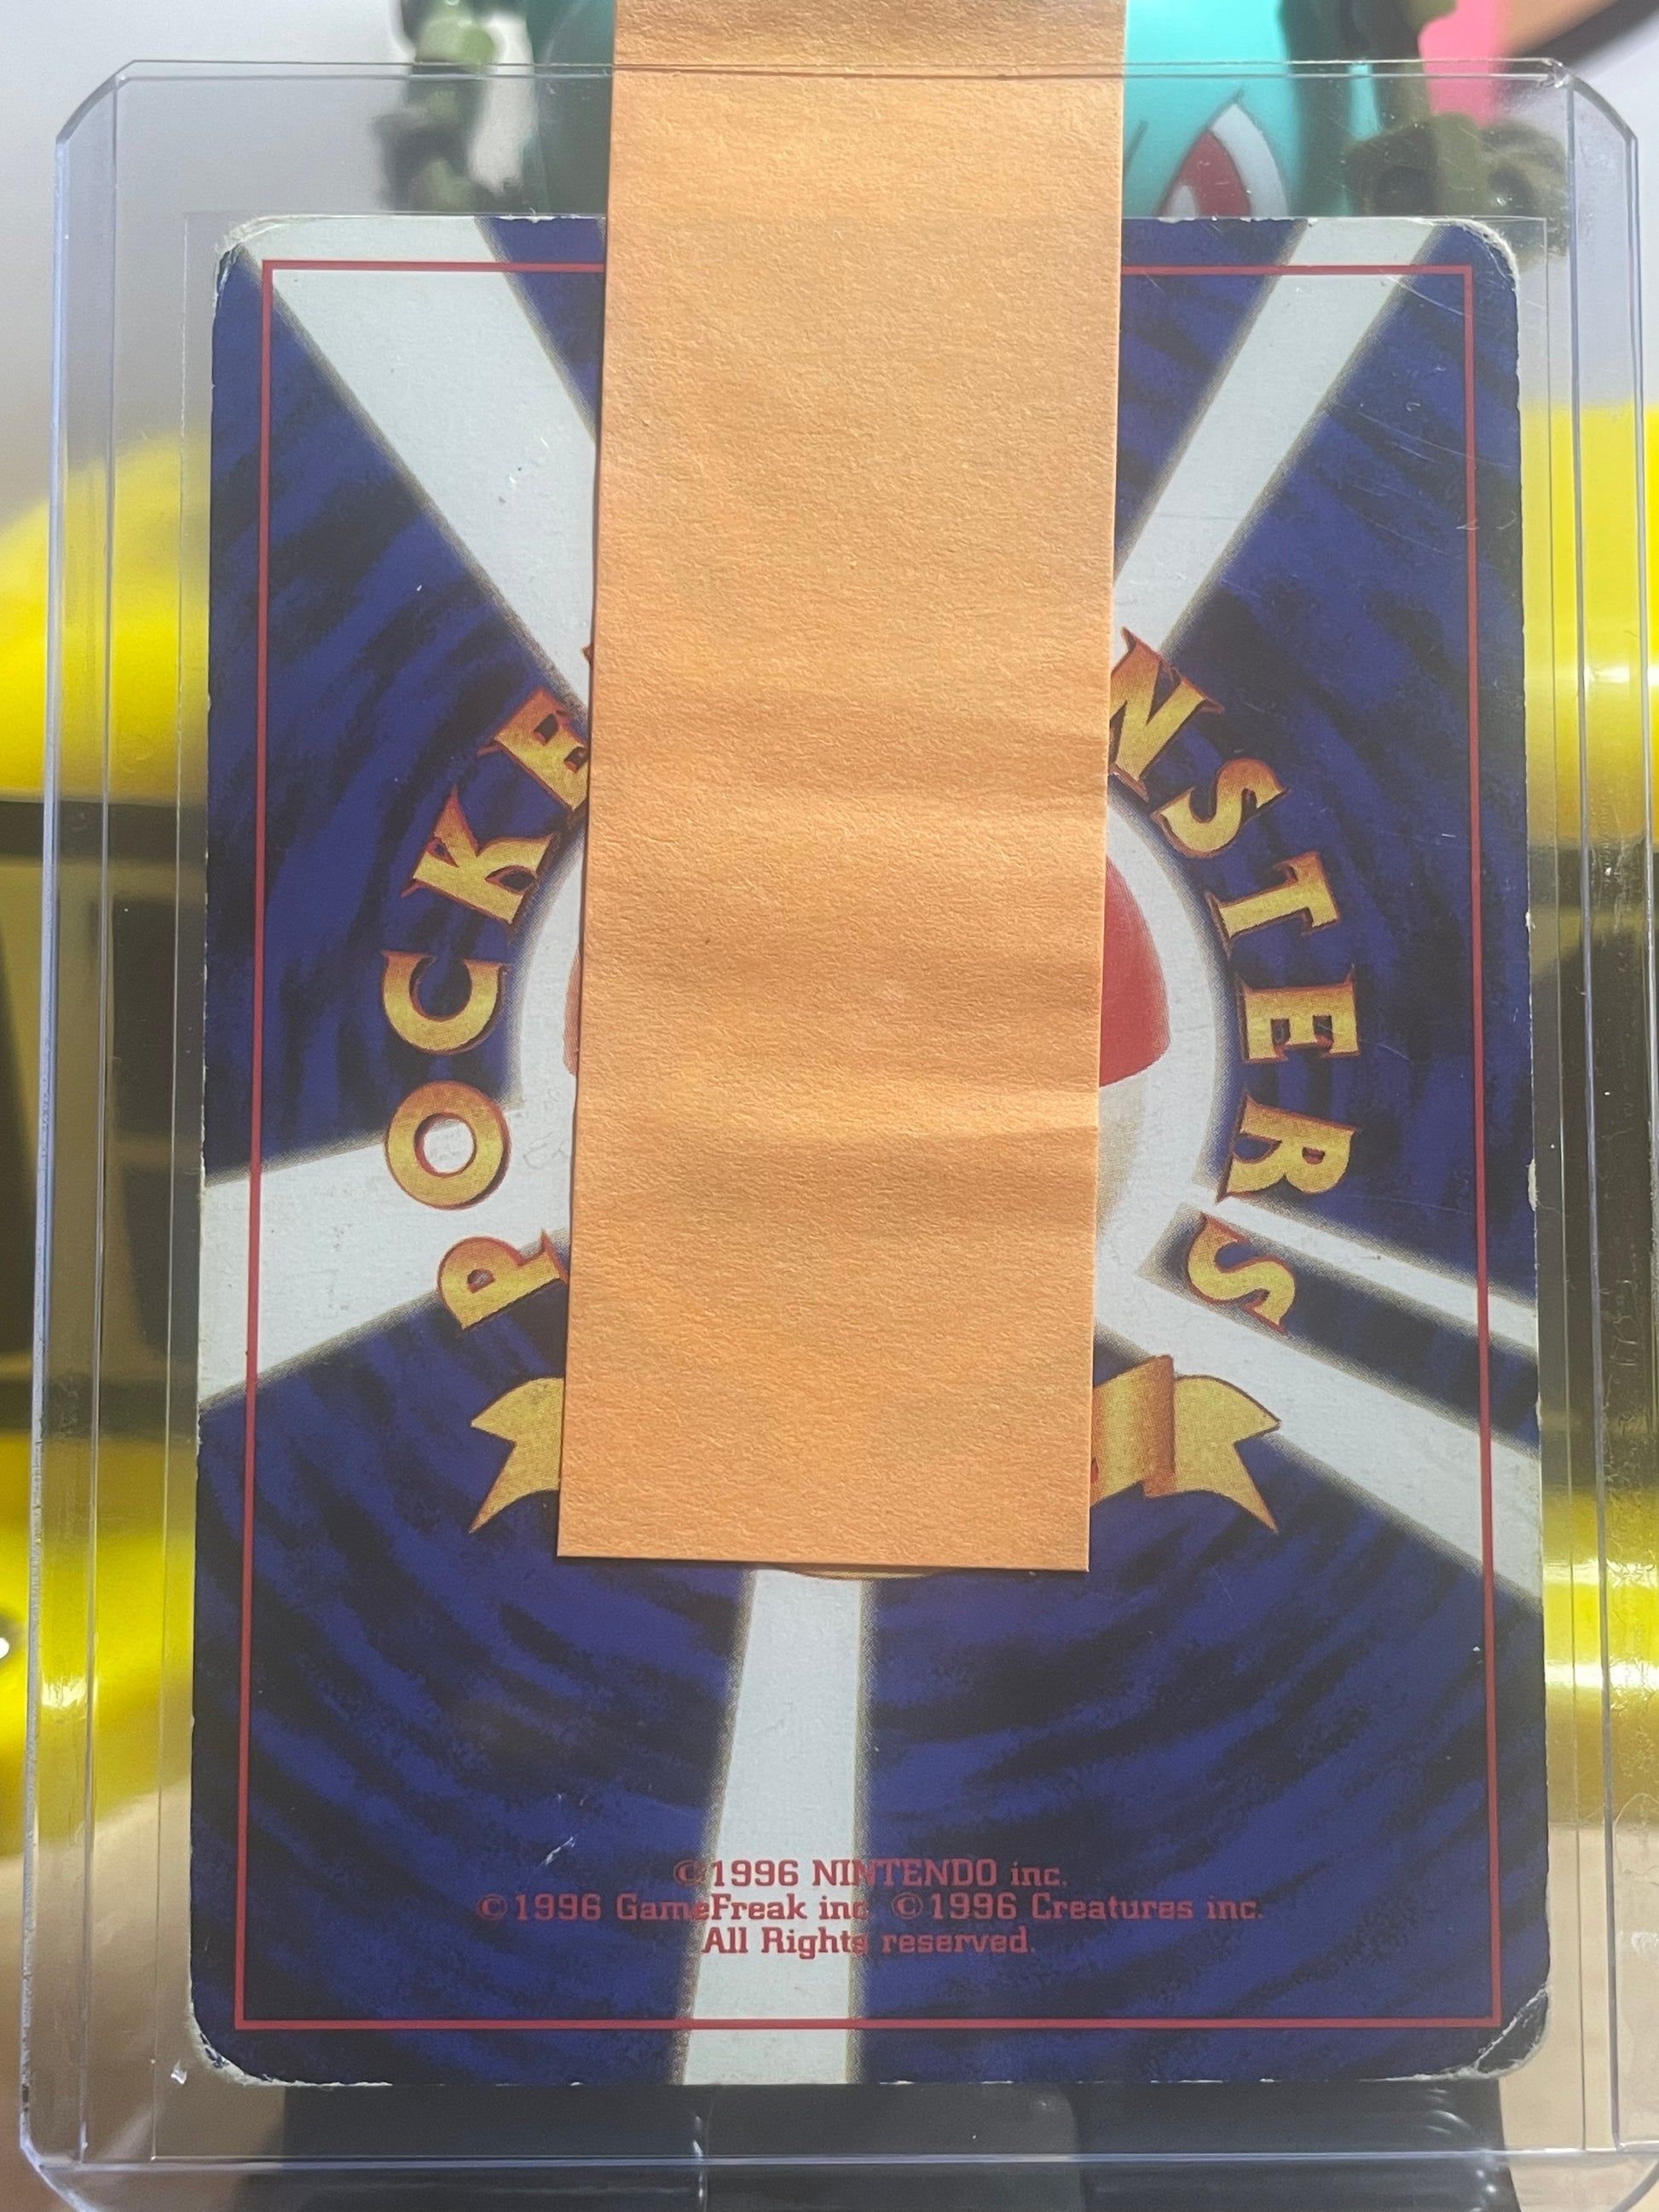 POCKE
NSTERS
©1996 NINTENDO inc.
©1996 GameFreak inc ©1996 Creatures inc.
All Rights reserved.